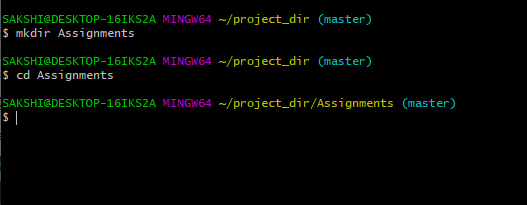 SAKSHI@DESKTOP-16IKS2A MINGW64 ~/project_dir (master)
$ mkdir Assignments
SAKSHI@DESKTOP-16IKS2A MINGW64 ~/project_dir (master)
$ cd Assignments
SAKSHI@DESKTOP-16IKS2A MINGW64 ~/project_dir/Assignments (master)
$